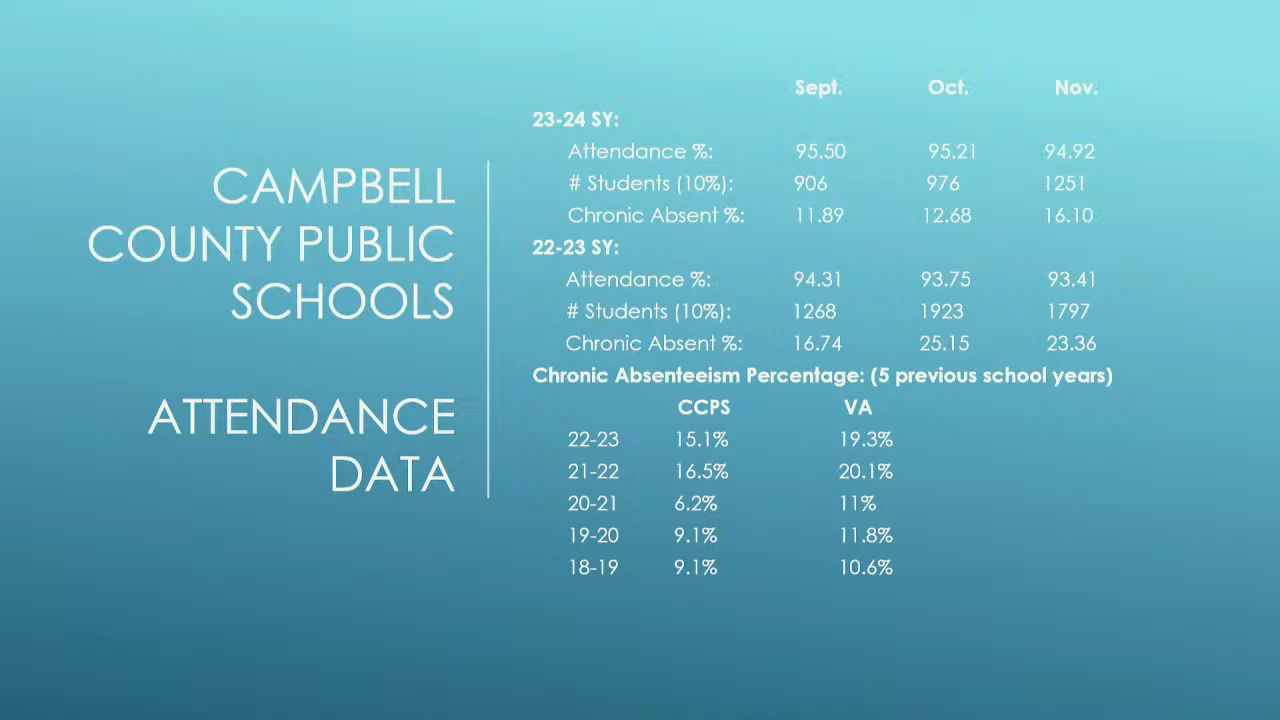 CAMPBELL
COUNTY PUBLIC
SCHOOLS
ATTENDANCE
DATA
Sept. Oct. Nov.
23-24 SY:
Attendance %: 95.50 95.21 94.92
# Students (10%): 906 976 1251
Chronic Absent %: 11.89 12.68 16.10
22-23 SY:
Attendance %: 94.31 93.75 93.41
# Students (10%): 1268 1923 1797
Chronic Absent %: 16.74 25.15 23.36
Chronic Absenteeism Percentage: (5 previous school years)
CCPS VA
22-23 15.1% 19.3%
21-22 16.5% 20.1%
20-21 6.2% 11%
19-20 9.1% 11.8%
18-19 9.1% 10.6%